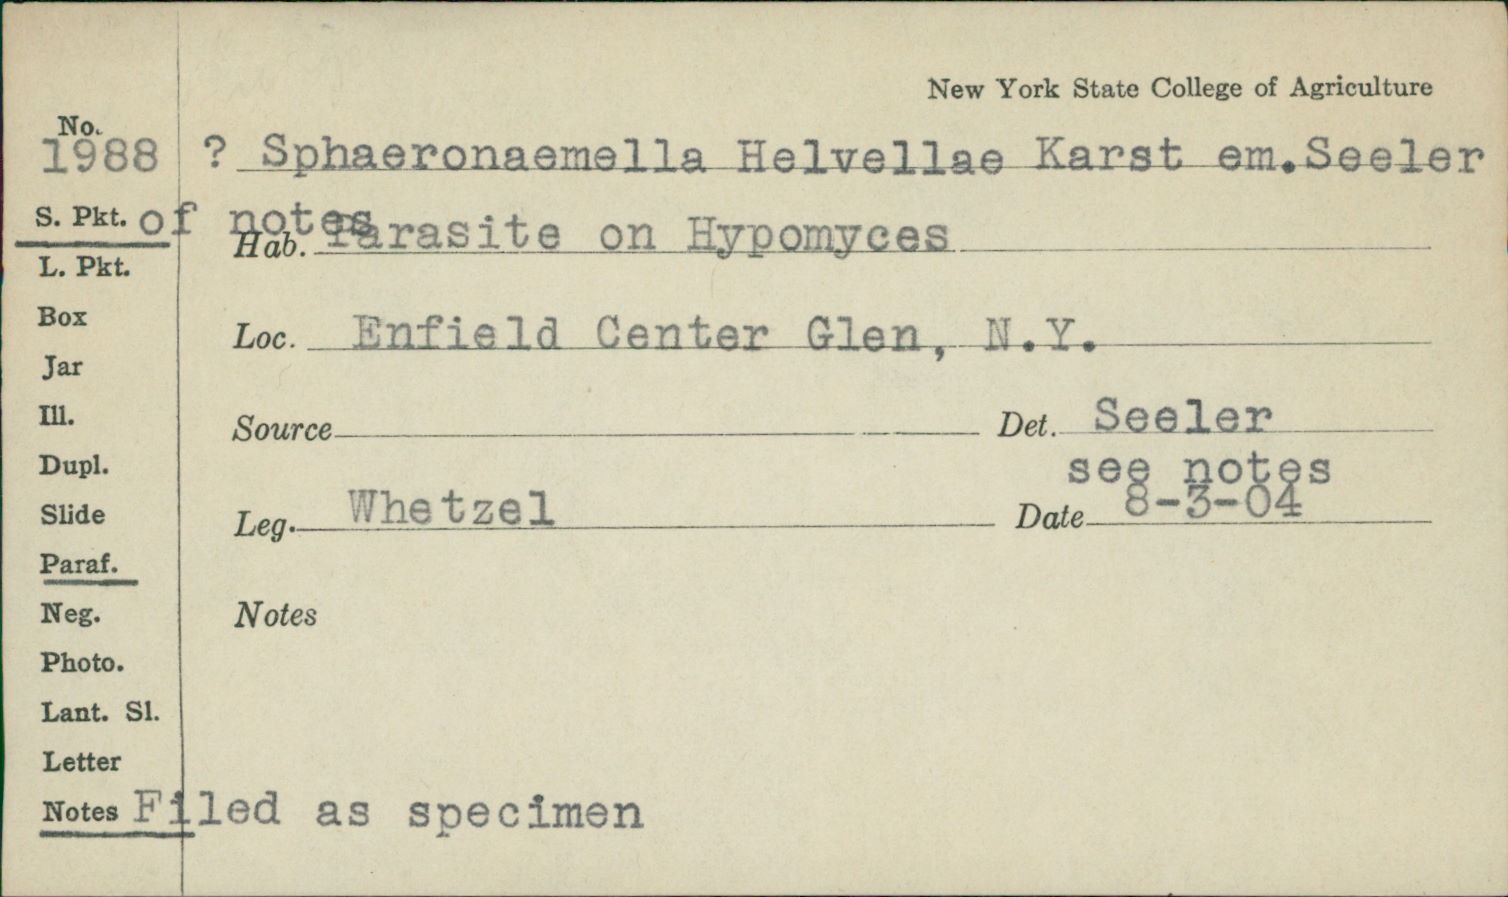 New York State College of Agriculture
No.
1988 ? Sphaeronaemella Helvellae Karst em.Seeler
S. Pkt. of notes
Hab. Parasite on Hypomyces
L. Pkt.
Box
Loc. Enfield Center Glen, N.Y.
Jar
Ill.
Source Det. Seeler
see notes
Dupl.
Slide
Leg. Whetzel Date 8-3-04
Paraf.
Neg.
Notes
Photo.
Lant. Sl.
Letter
Notes Filed as specimen